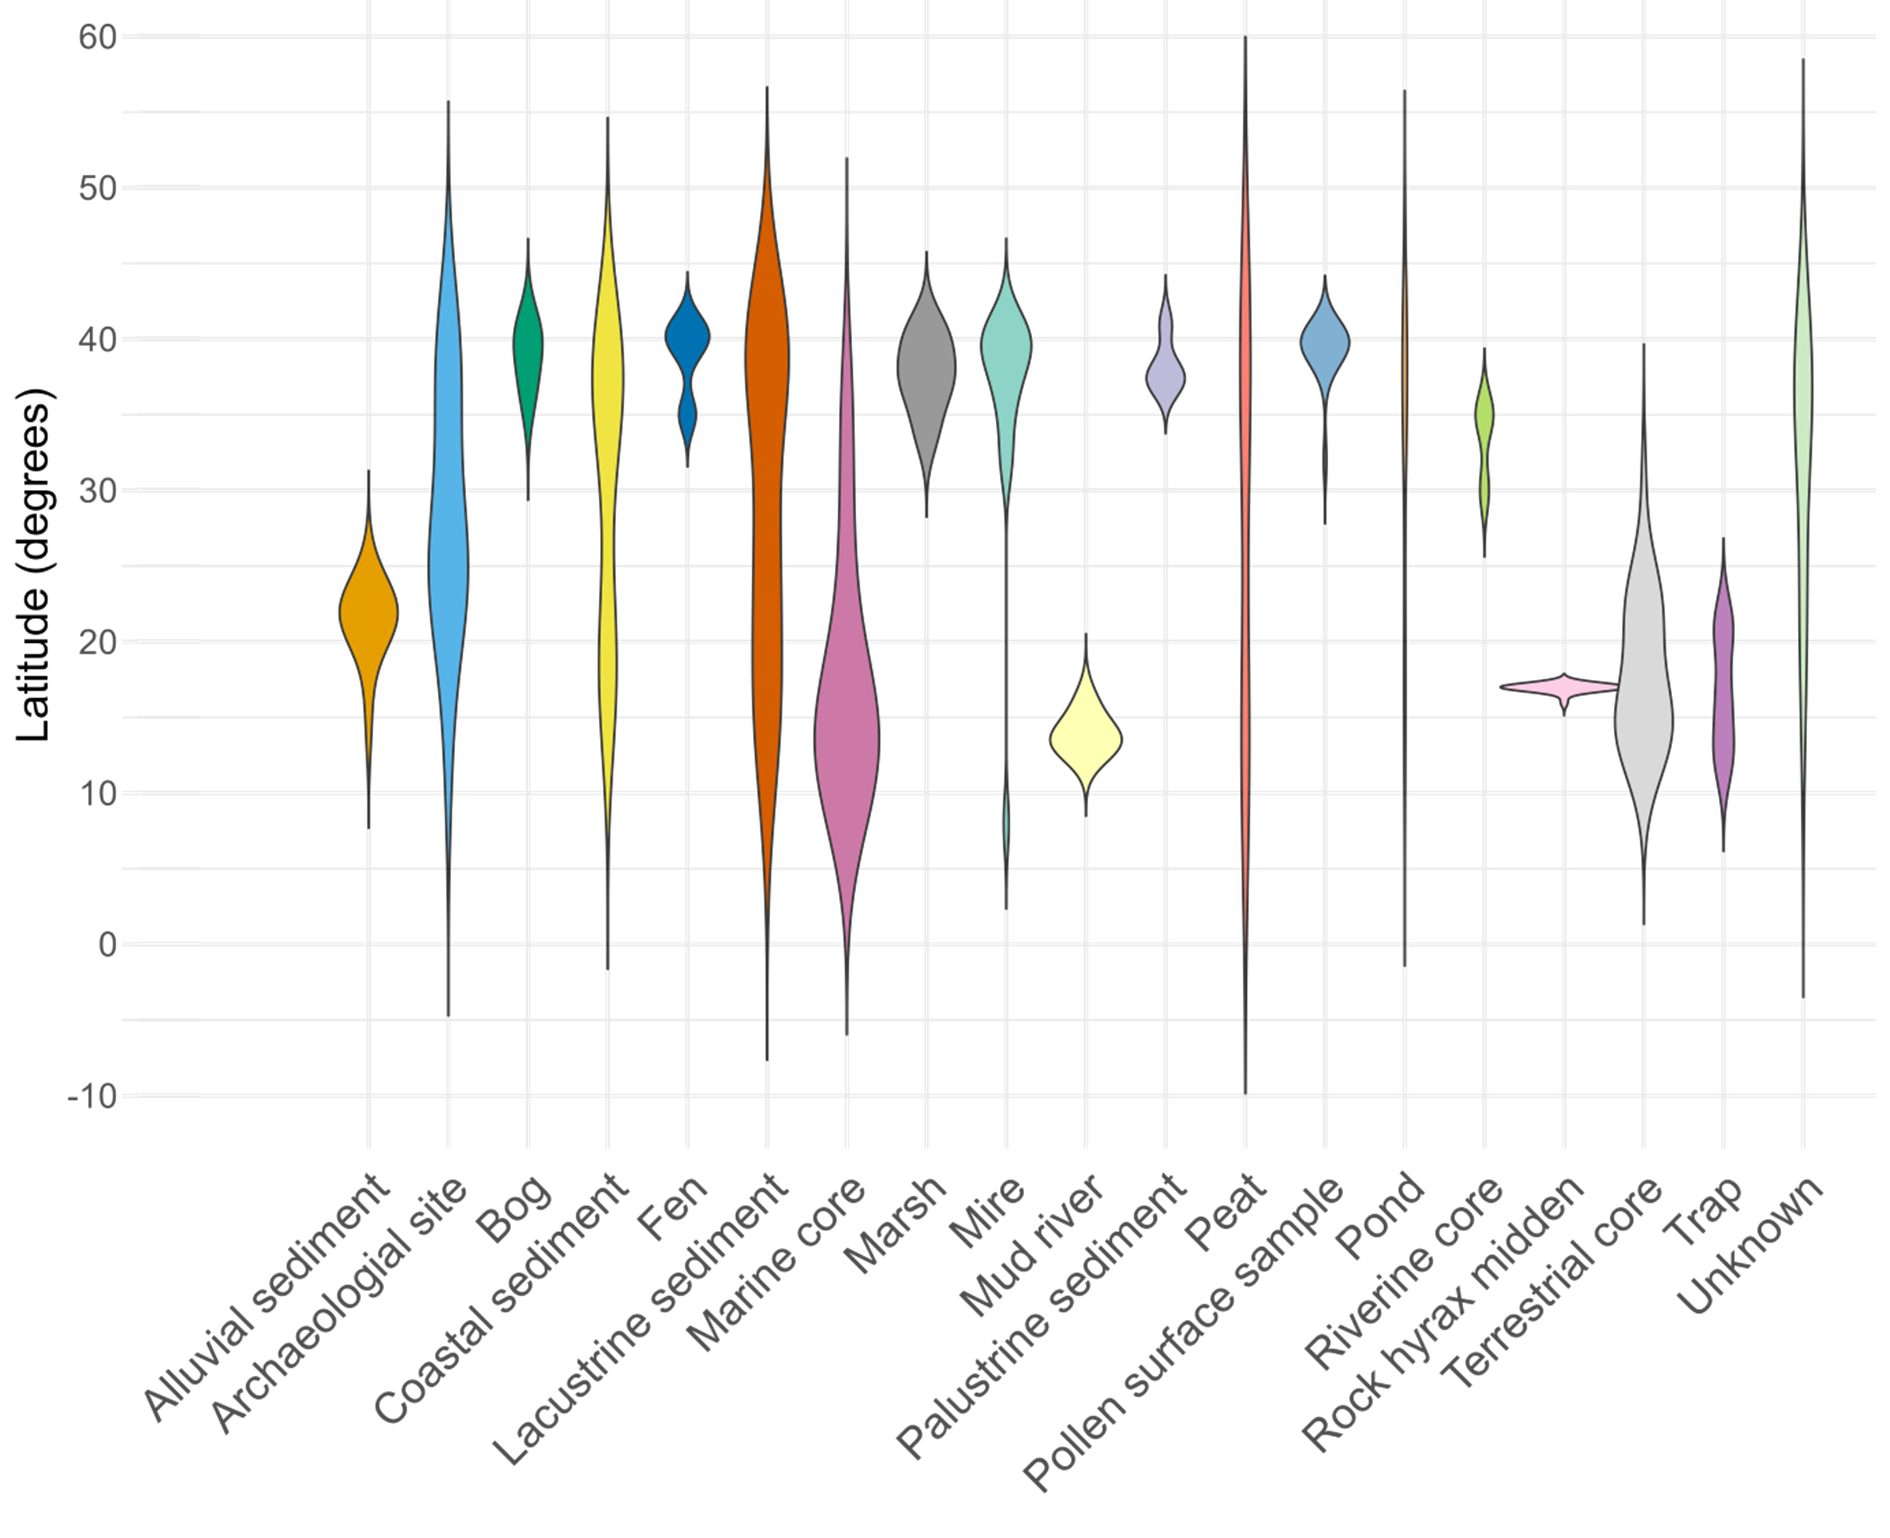 Latitude (degrees)
60
50
40
30
20
10
0
-10
Alluvial sediment
Archaeologial site
Bog
Coastal sediment
Fen
Lacustrine sediment
Marine core
Marsh
Mire
Mud river
Palustrine sediment
Peat
Pollen surface sample
Pond
Riverine core
Rock hyrax midden
Terrestrial core
Trap
Unknown